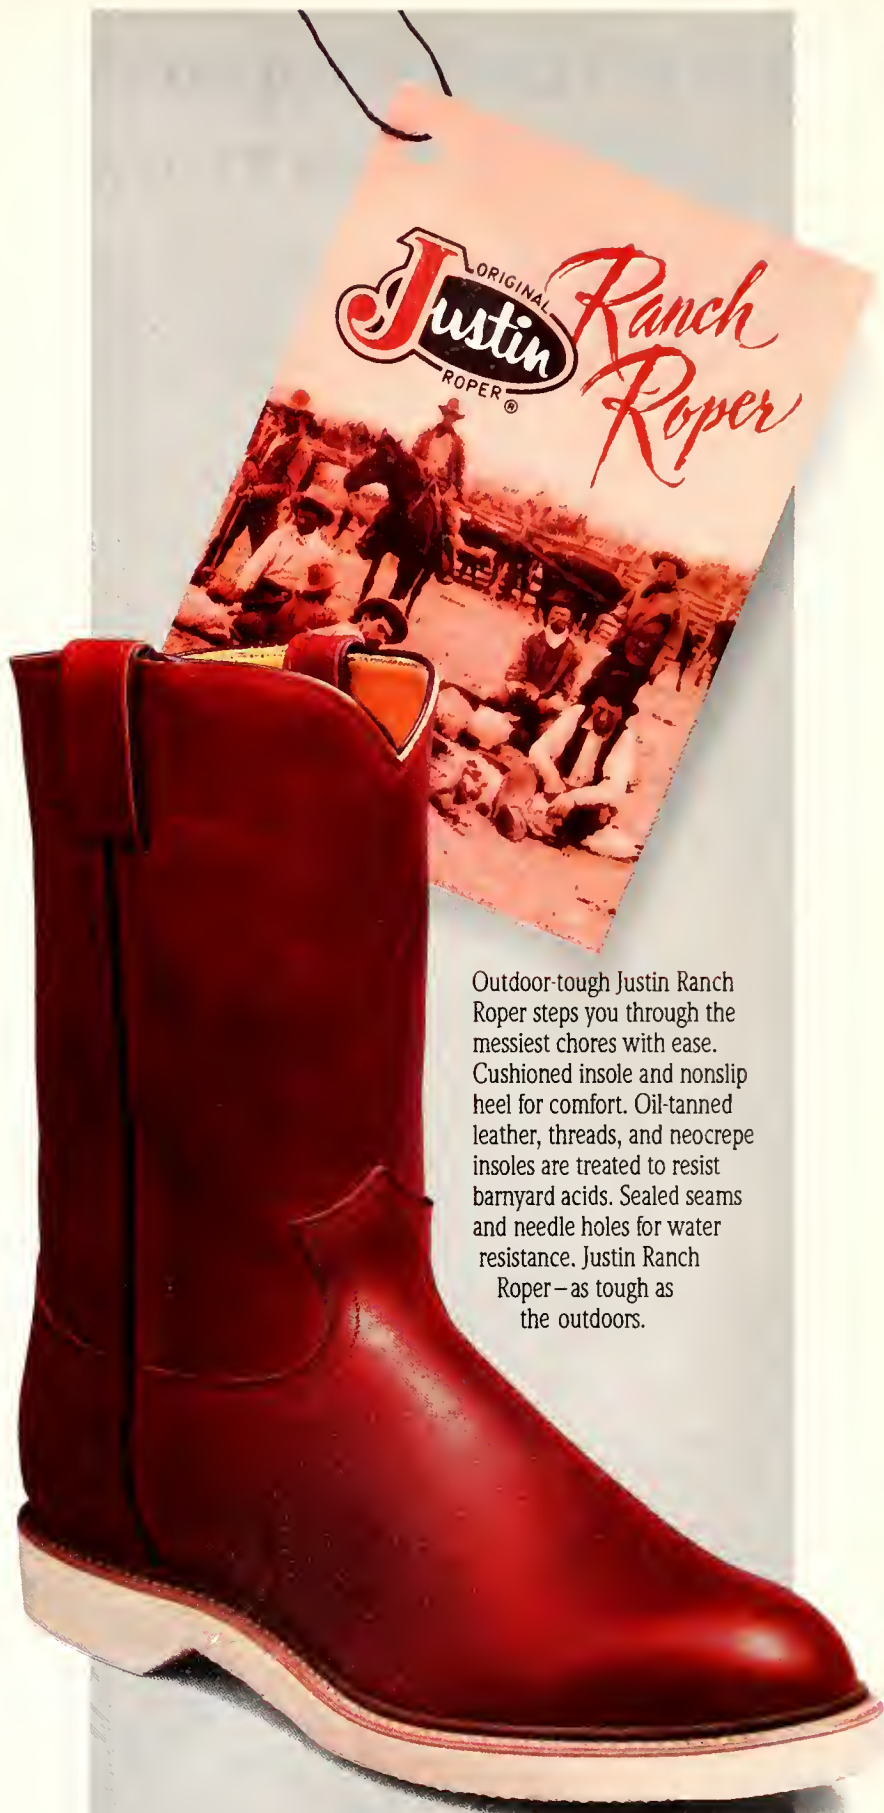 ORIGINAL
Justin
ROPER®
Ranch
Roper
Outdoor-tough Justin Ranch
Roper steps you through the
messiest chores with ease.
Cushioned insole and nonslip
heel for comfort. Oil-tanned
leather, threads, and neocrepe
insoles are treated to resist
barnyard acids. Sealed seams
and needle holes for water
resistance. Justin Ranch
Roper–as tough as
the outdoors.